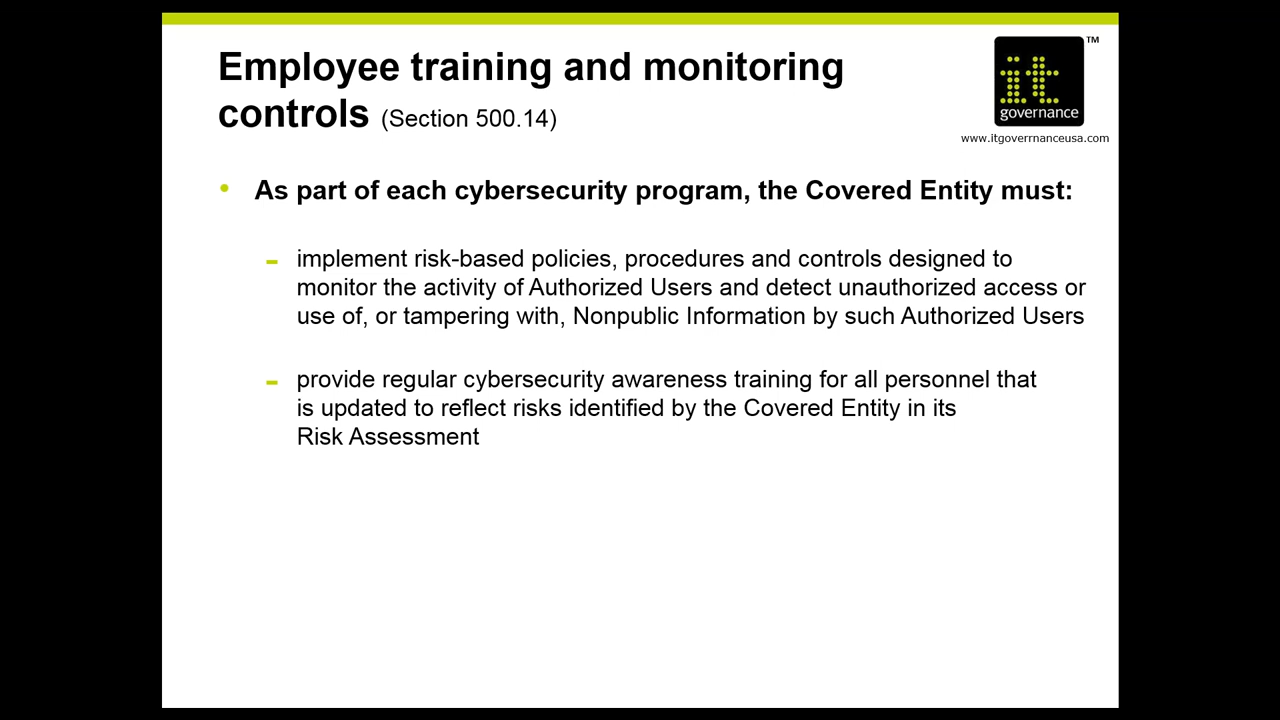 Employee training and monitoring
controls (Section 500.14)
it
governance
TM
www.itgoverrnanceusa.com
• As part of each cybersecurity program, the Covered Entity must:
– implement risk-based policies, procedures and controls designed to
monitor the activity of Authorized Users and detect unauthorized access or
use of, or tampering with, Nonpublic Information by such Authorized Users
– provide regular cybersecurity awareness training for all personnel that
is updated to reflect risks identified by the Covered Entity in its
Risk Assessment